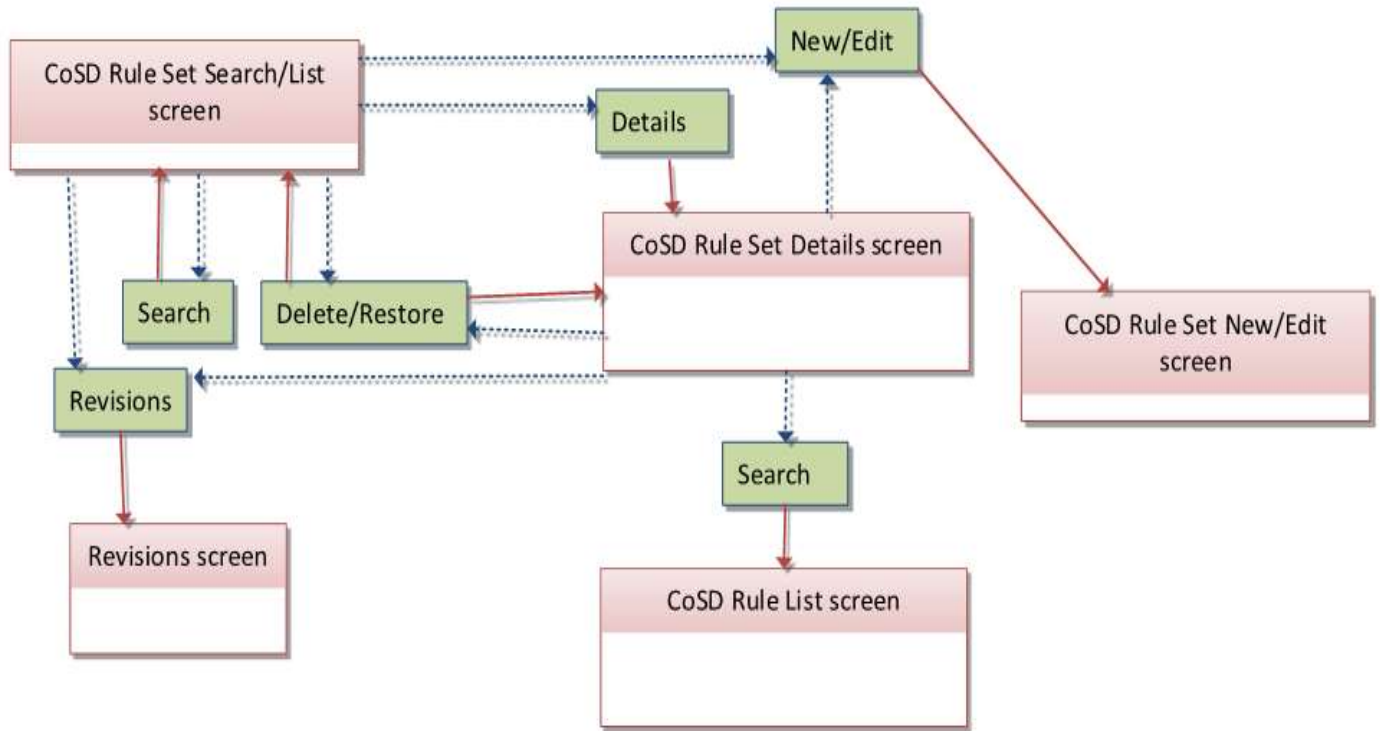 New/Edit
CoSD Rule Set Search/List
screen
Details
CoSD Rule Set Details screen
Search
Delete/Restore
CoSD Rule Set New/Edit
screen
Revisions
Search
Revisions screen
CoSD Rule List screen